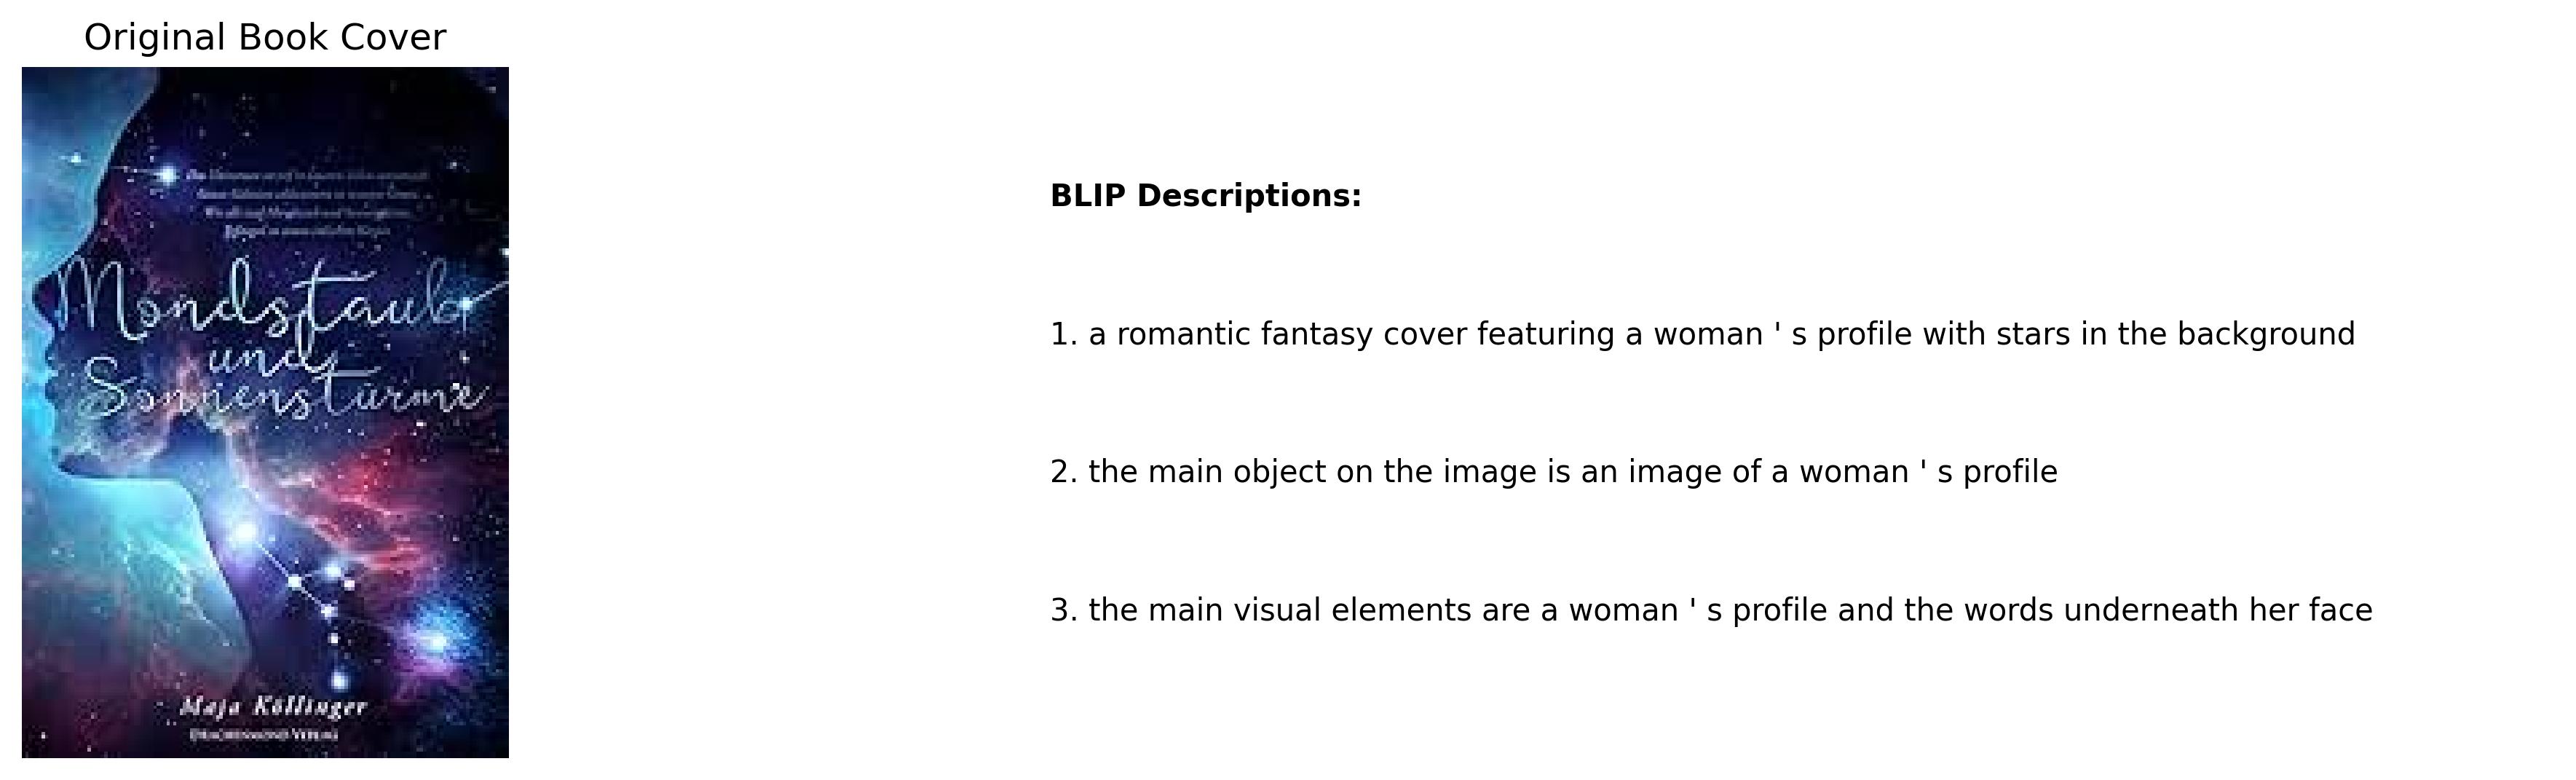 Original Book Cover
Mondstaub
und
Sonnenstürme
Maja Köllinger
Drachenmond Verlag
BLIP Descriptions:
1. a romantic fantasy cover featuring a woman ' s profile with stars in the background
2. the main object on the image is an image of a woman ' s profile
3. the main visual elements are a woman ' s profile and the words underneath her face